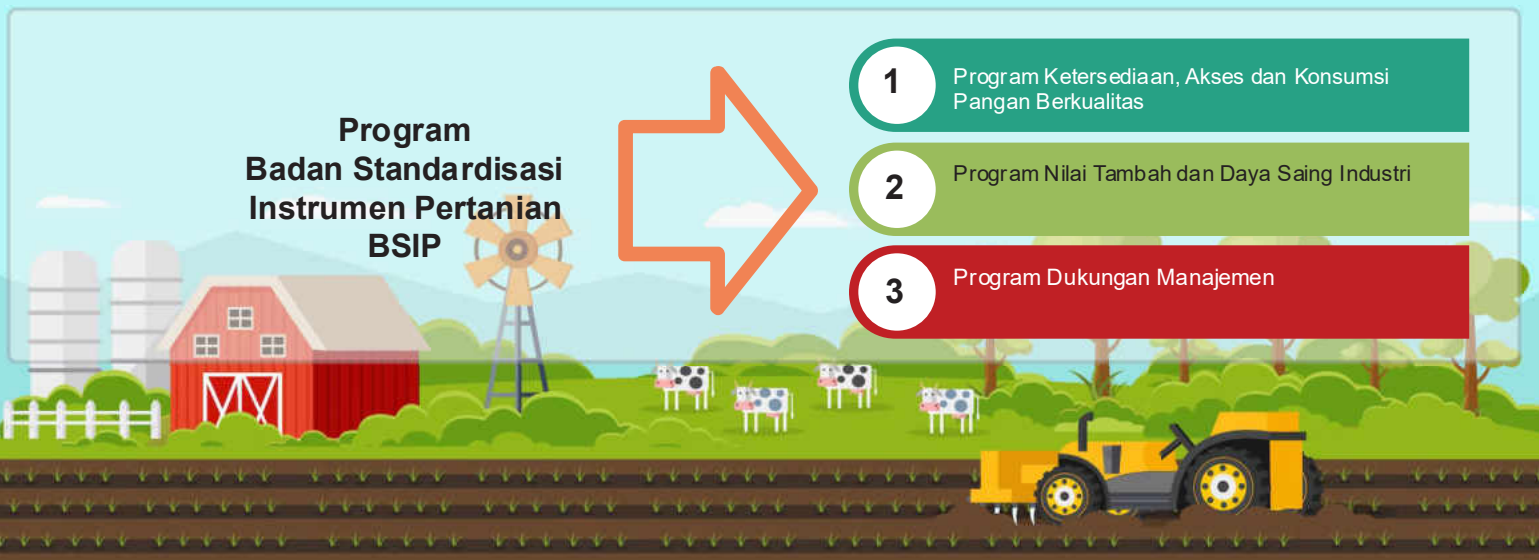 Program
Badan Standardisasi
Instrumen Pertanian
BSIP
1
Program Ketersediaan, Akses dan Konsumsi
Pangan Berkualitas
2
Program Nilai Tambah dan Daya Saing Industri
3
Program Dukungan Manajemen